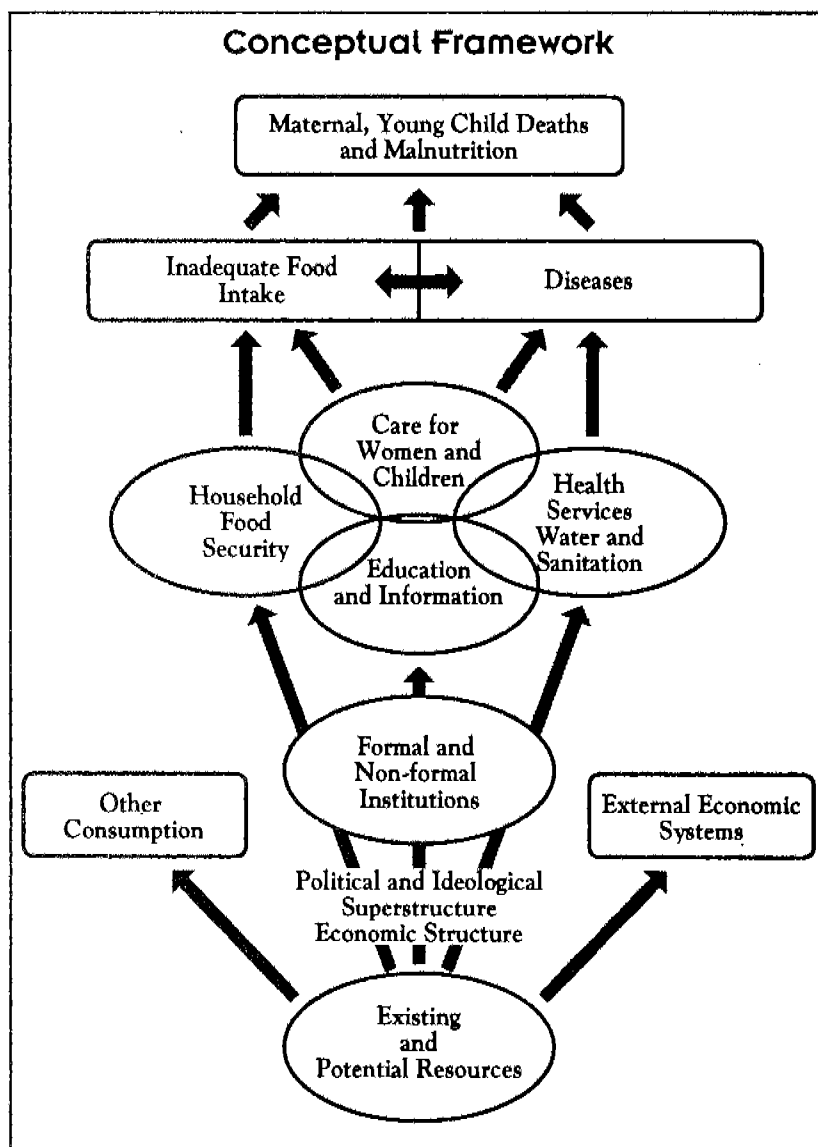 Conceptual Framework
Maternal, Young Child Deaths
and Malnutrition
Inadequate Food
Intake
Diseases
Care for
Women and
Children
Household
Food
Security
Health
Services
Water and
Sanitation
Education
and Information
Formal and
Non-formal
Institutions
Other
Consumption
External Economic
Systems
Political and Ideological
Superstructure
Economic Structure
Existing
and
Potential Resources